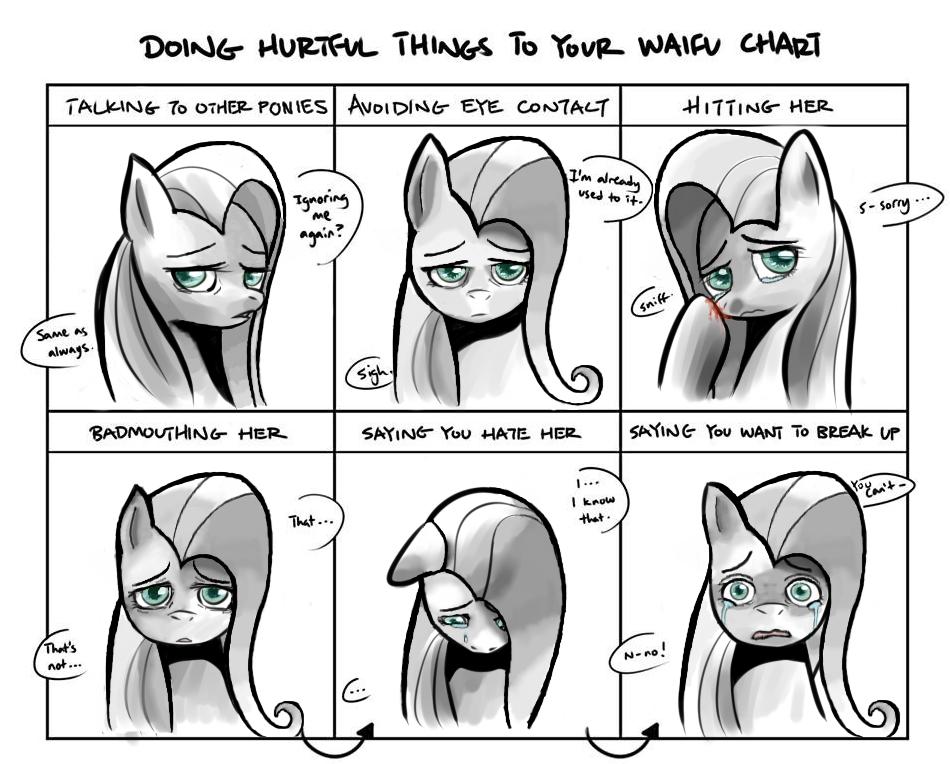 DOING HURTFUL THINGS TO YOUR WAIFU CHART
TALKING TO OTHER PONIES
Ignoring
me
again?
Same as
always.
AVOIDING EYE CONTACT
I'm already
used to it.
Sigh.
HITTING HER
S-sorry...
sniff.
BADMOUTHING HER
That...
That's
not...
SAYING YOU HATE HER
I...
I know
that.
...
SAYING YOU WANT TO BREAK UP
You
can't-
N-no!